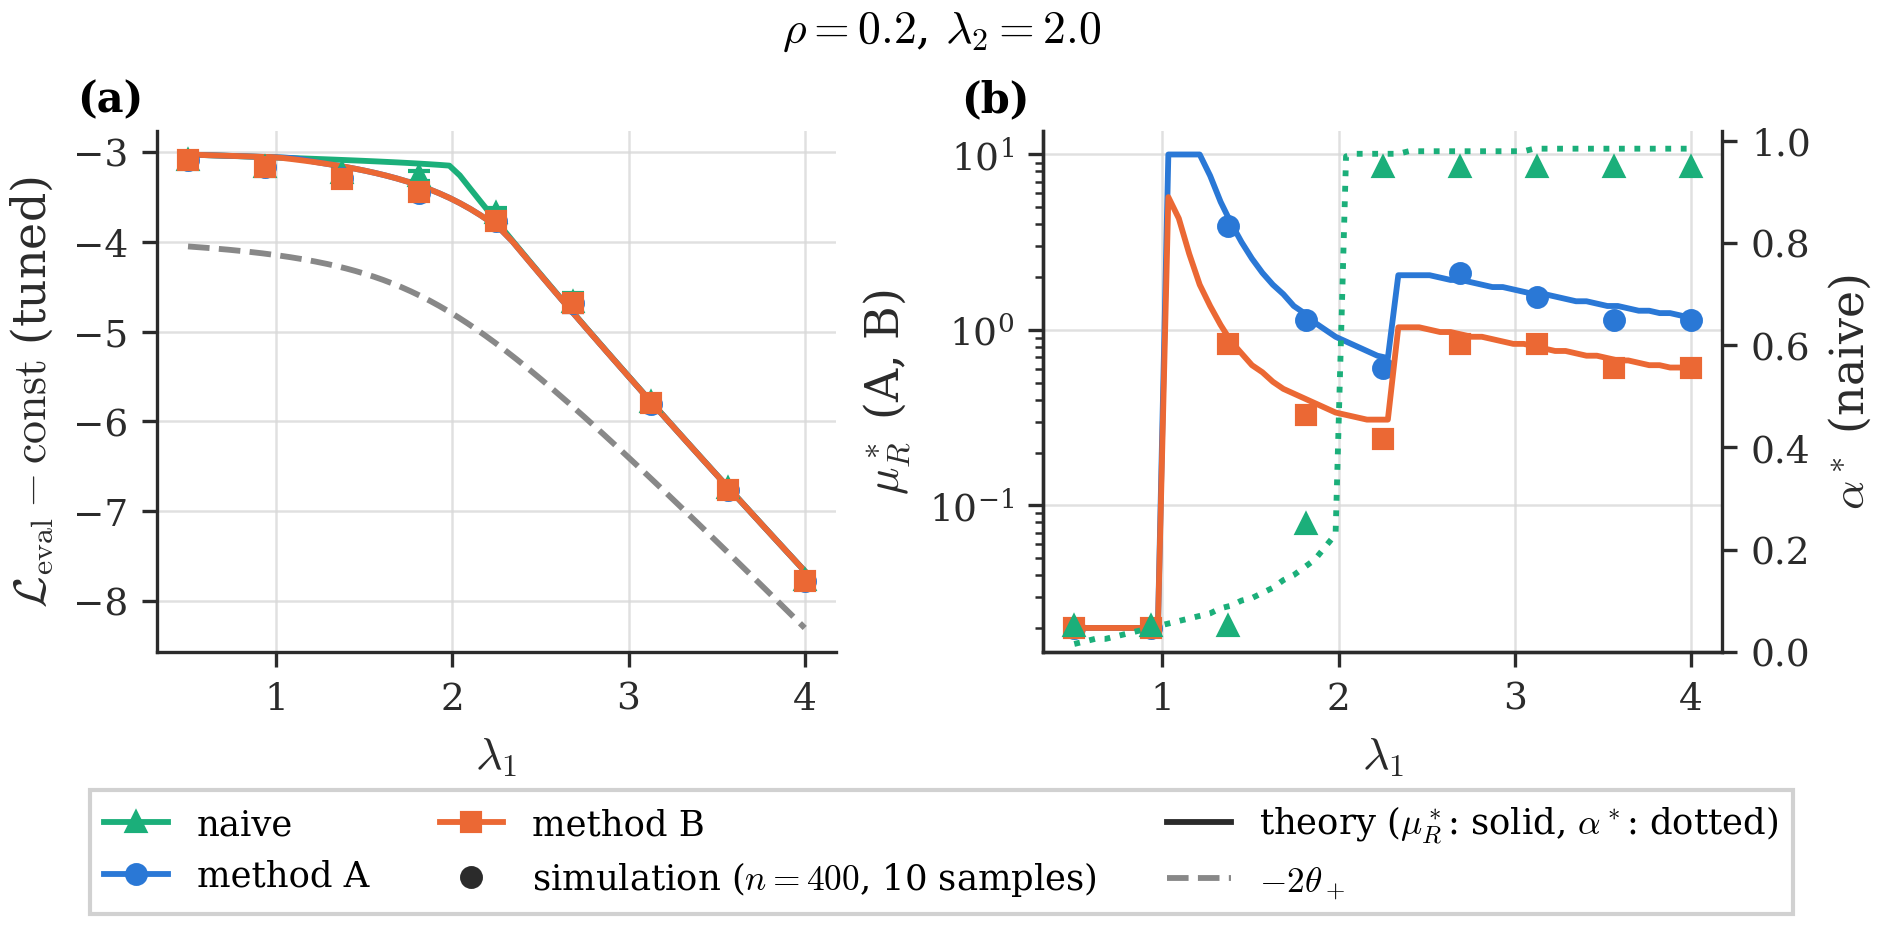 ρ = 0.2, λ₂ = 2.0
(a)
(b)
ℒ_eval − const (tuned)
−3
−4
−5
−6
−7
−8
1 2 3 4
λ₁
μ*_R (A, B)
10¹
10⁰
10⁻¹
1.0
0.8
0.6
0.4
0.2
0.0
α* (naive)
1 2 3 4
λ₁
naive
method A
method B
simulation (n = 400, 10 samples)
theory (μ*_R: solid, α*: dotted)
−2θ₊